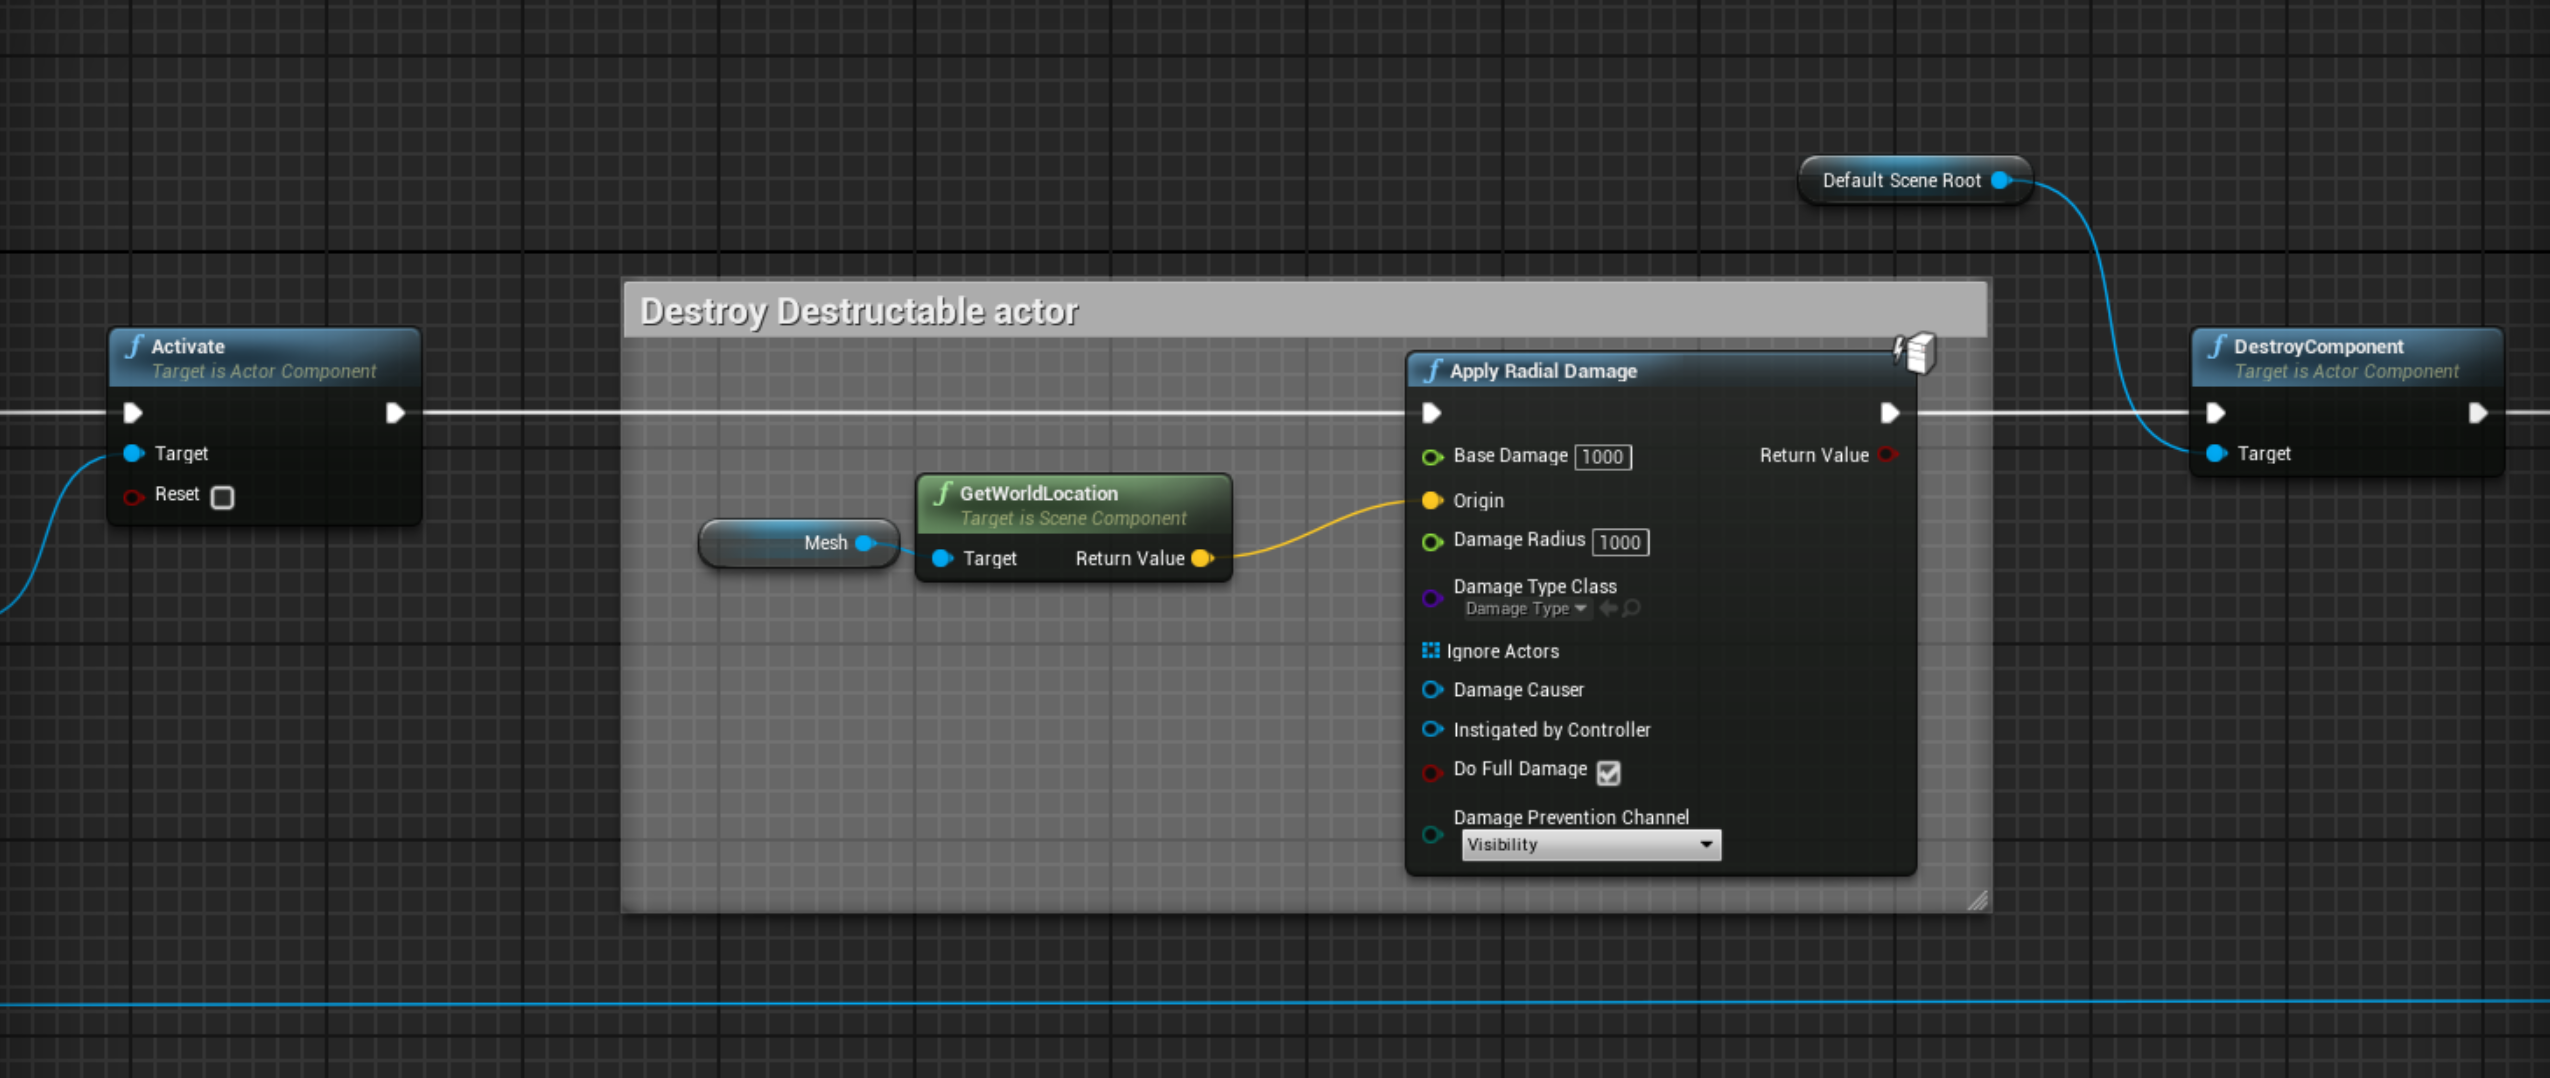 Default Scene Root
Destroy Destructable actor
f Activate
Target is Actor Component
Target
Reset
Mesh
f GetWorldLocation
Target is Scene Component
Target Return Value
f Apply Radial Damage
Base Damage 1000 Return Value
Origin
Damage Radius 1000
Damage Type Class
Damage Type
Ignore Actors
Damage Causer
Instigated by Controller
Do Full Damage
Damage Prevention Channel
Visibility
f DestroyComponent
Target is Actor Component
Target